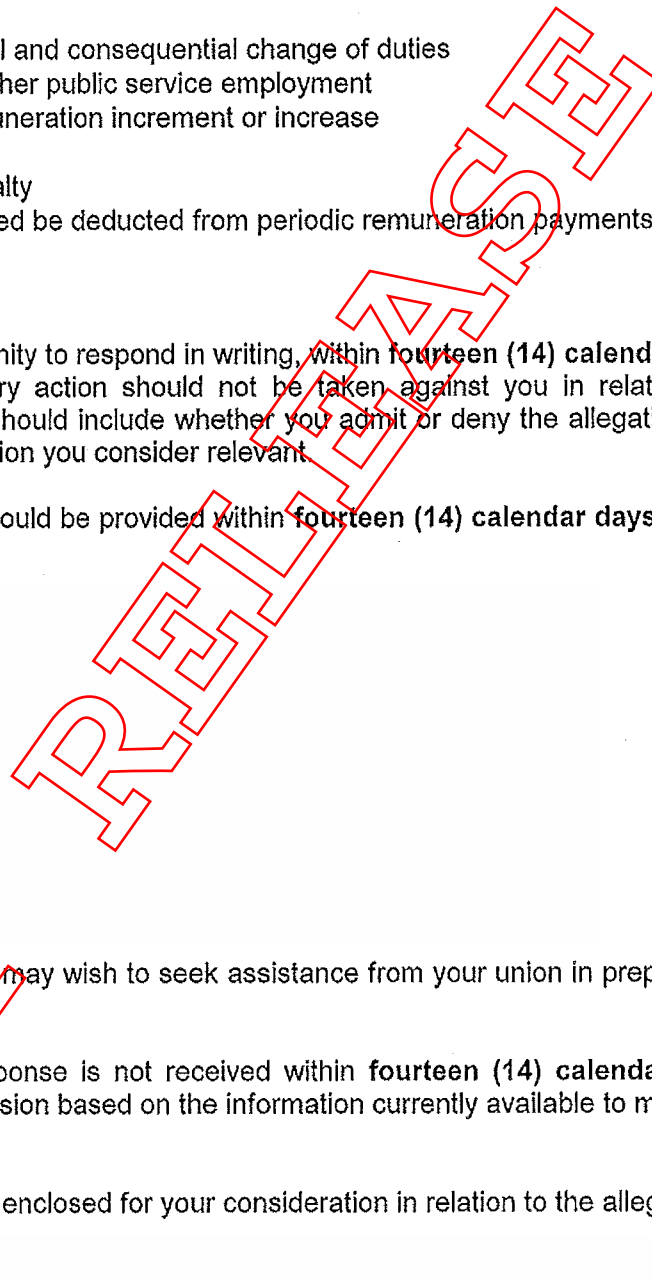 l and consequential change of duties
her public service employment
uneration increment or increase
alty
ed be deducted from periodic remuneration payments
nity to respond in writing, within fourteen (14) calend
ry action should not be taken against you in relat
hould include whether you admit or deny the allegat
ion you consider relevant.
ould be provided within fourteen (14) calendar days
RELEASE
may wish to seek assistance from your union in prep
ponse is not received within fourteen (14) calenda
sion based on the information currently available to m
enclosed for your consideration in relation to the alleg